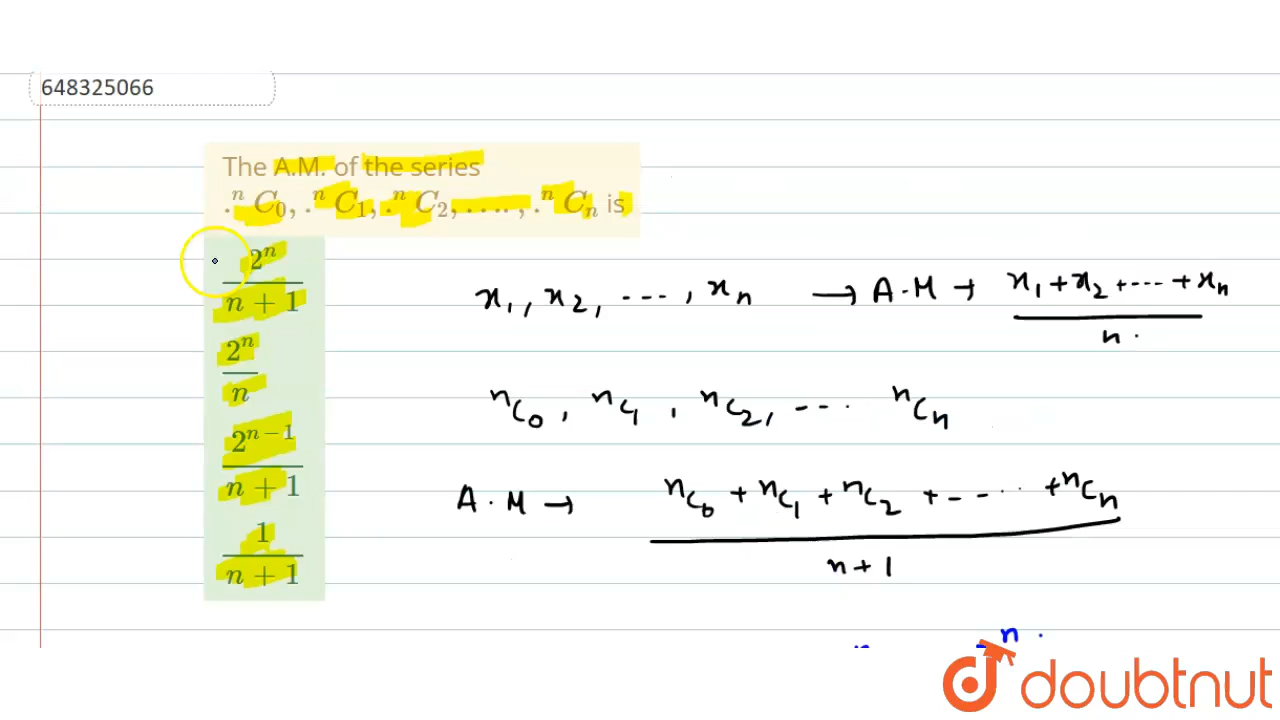 648325066
The A.M. of the series
.ⁿC₀, .ⁿC₁, .ⁿC₂, ...., .ⁿCₙ is
2ⁿ/(n + 1)
2ⁿ/n
2ⁿ⁻¹/(n + 1)
1/(n + 1)
x₁, x₂, ..., xₙ → A.M → (x₁+x₂+....+xₙ)/n.
ⁿC₀, ⁿC₁, ⁿC₂, --- . ⁿCₙ
A.M → (ⁿC₀ + ⁿC₁ + ⁿC₂ + --- .. + ⁿCₙ)/(n+1)
doubtnut